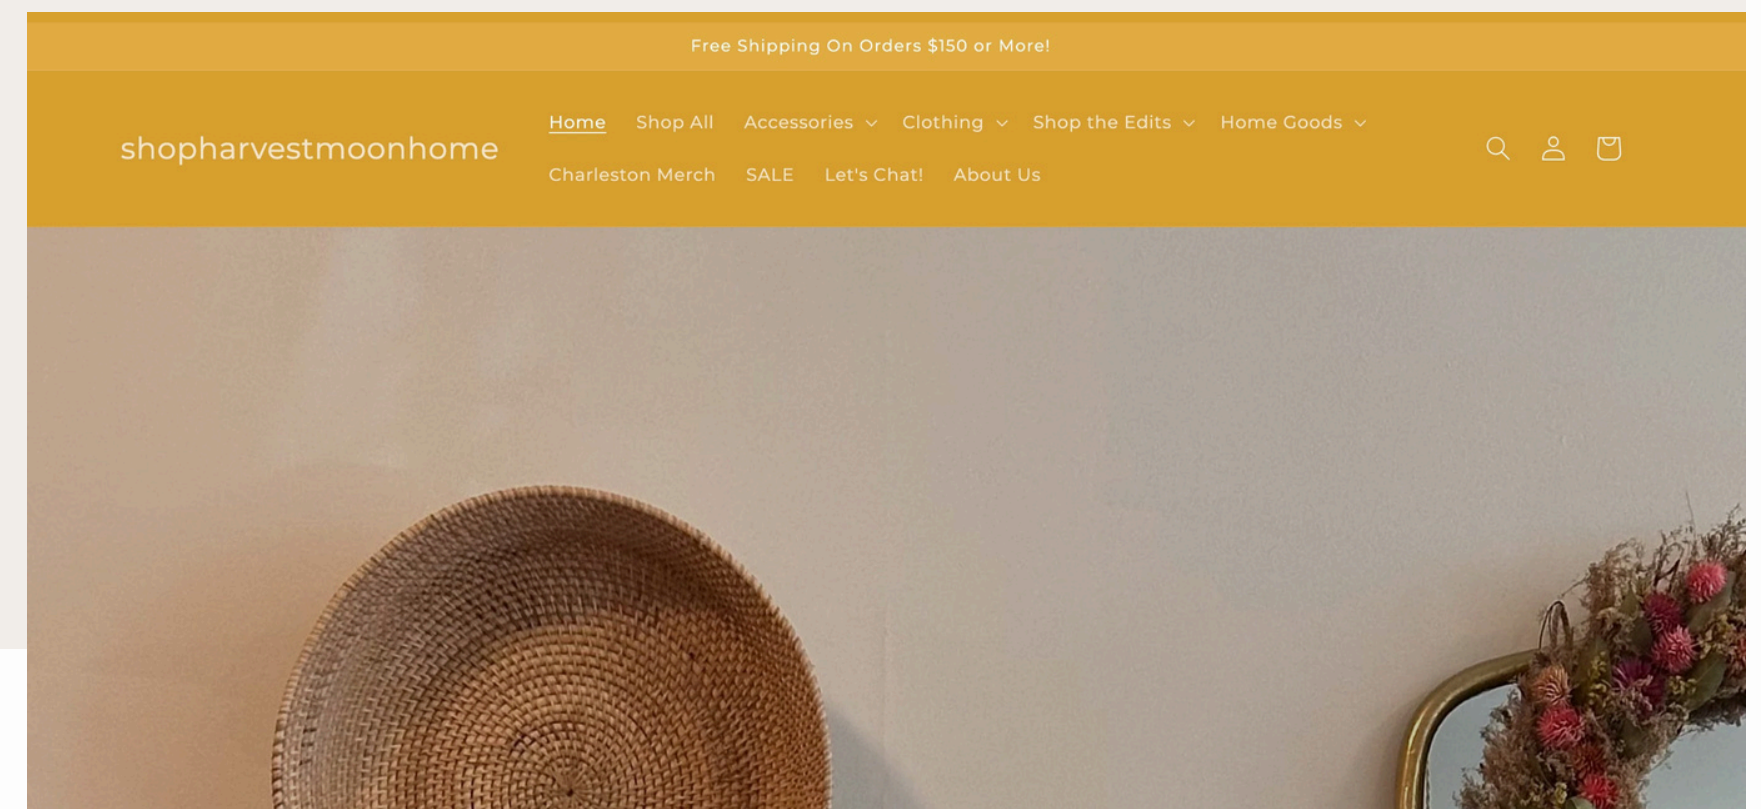 Free Shipping On Orders $150 or More!
shopharvestmoonhome
Home Shop All Accessories Clothing Shop the Edits Home Goods
Charleston Merch SALE Let's Chat! About Us